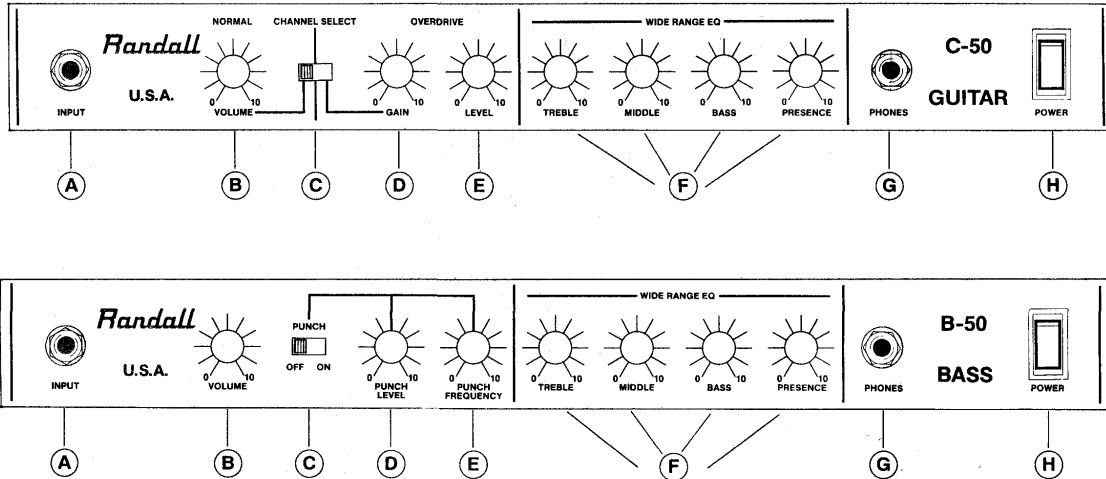 NORMAL CHANNEL SELECT OVERDRIVE WIDE RANGE EQ
Randall C-50
U.S.A. GUITAR
0 10 0 10 0 10 0 10 0 10 0 10 0 10
INPUT VOLUME GAIN LEVEL TREBLE MIDDLE BASS PRESENCE PHONES POWER
A B C D E F G H
WIDE RANGE EQ
Randall PUNCH B-50
U.S.A. OFF ON BASS
0 10 0 10 0 10 0 10 0 10 0 10 0 10
INPUT VOLUME PUNCH LEVEL PUNCH FREQUENCY TREBLE MIDDLE BASS PRESENCE PHONES POWER
A B C D E F G H